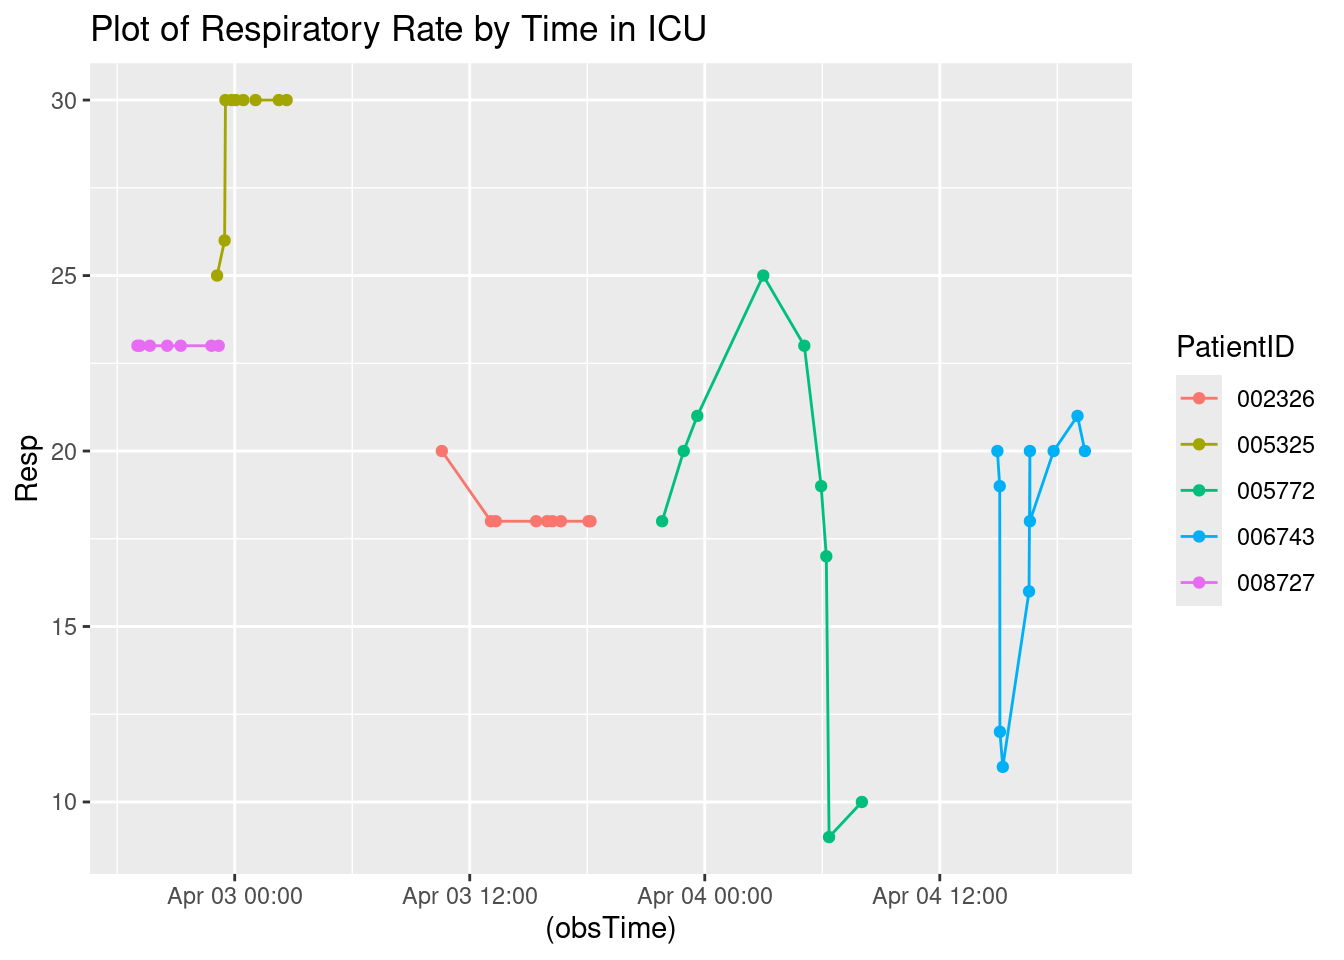 Plot of Respiratory Rate by Time in ICU
Resp
30
25
20
15
10
Apr 03 00:00
Apr 03 12:00
Apr 04 00:00
Apr 04 12:00
(obsTime)
PatientID
002326
005325
005772
006743
008727